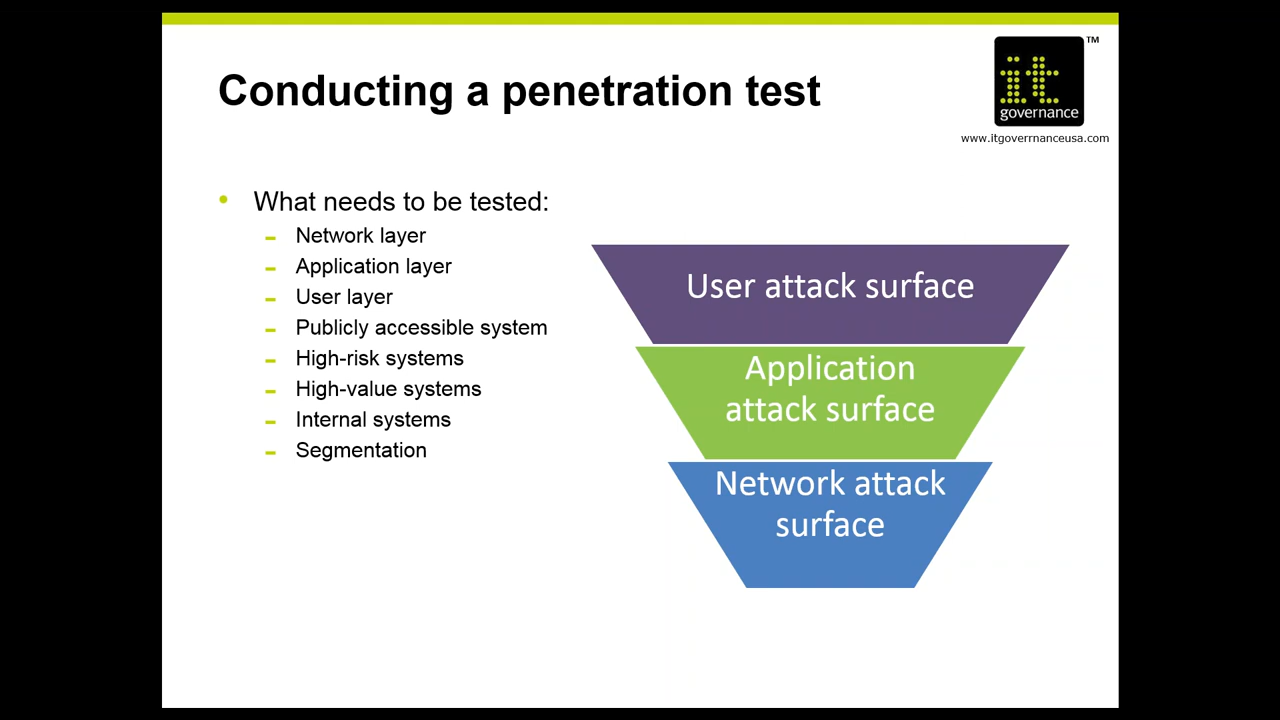 Conducting a penetration test
it
governance
TM
www.itgoverrnanceusa.com
• What needs to be tested:
– Network layer
– Application layer
– User layer
– Publicly accessible system
– High-risk systems
– High-value systems
– Internal systems
– Segmentation
User attack surface
Application
attack surface
Network attack
surface